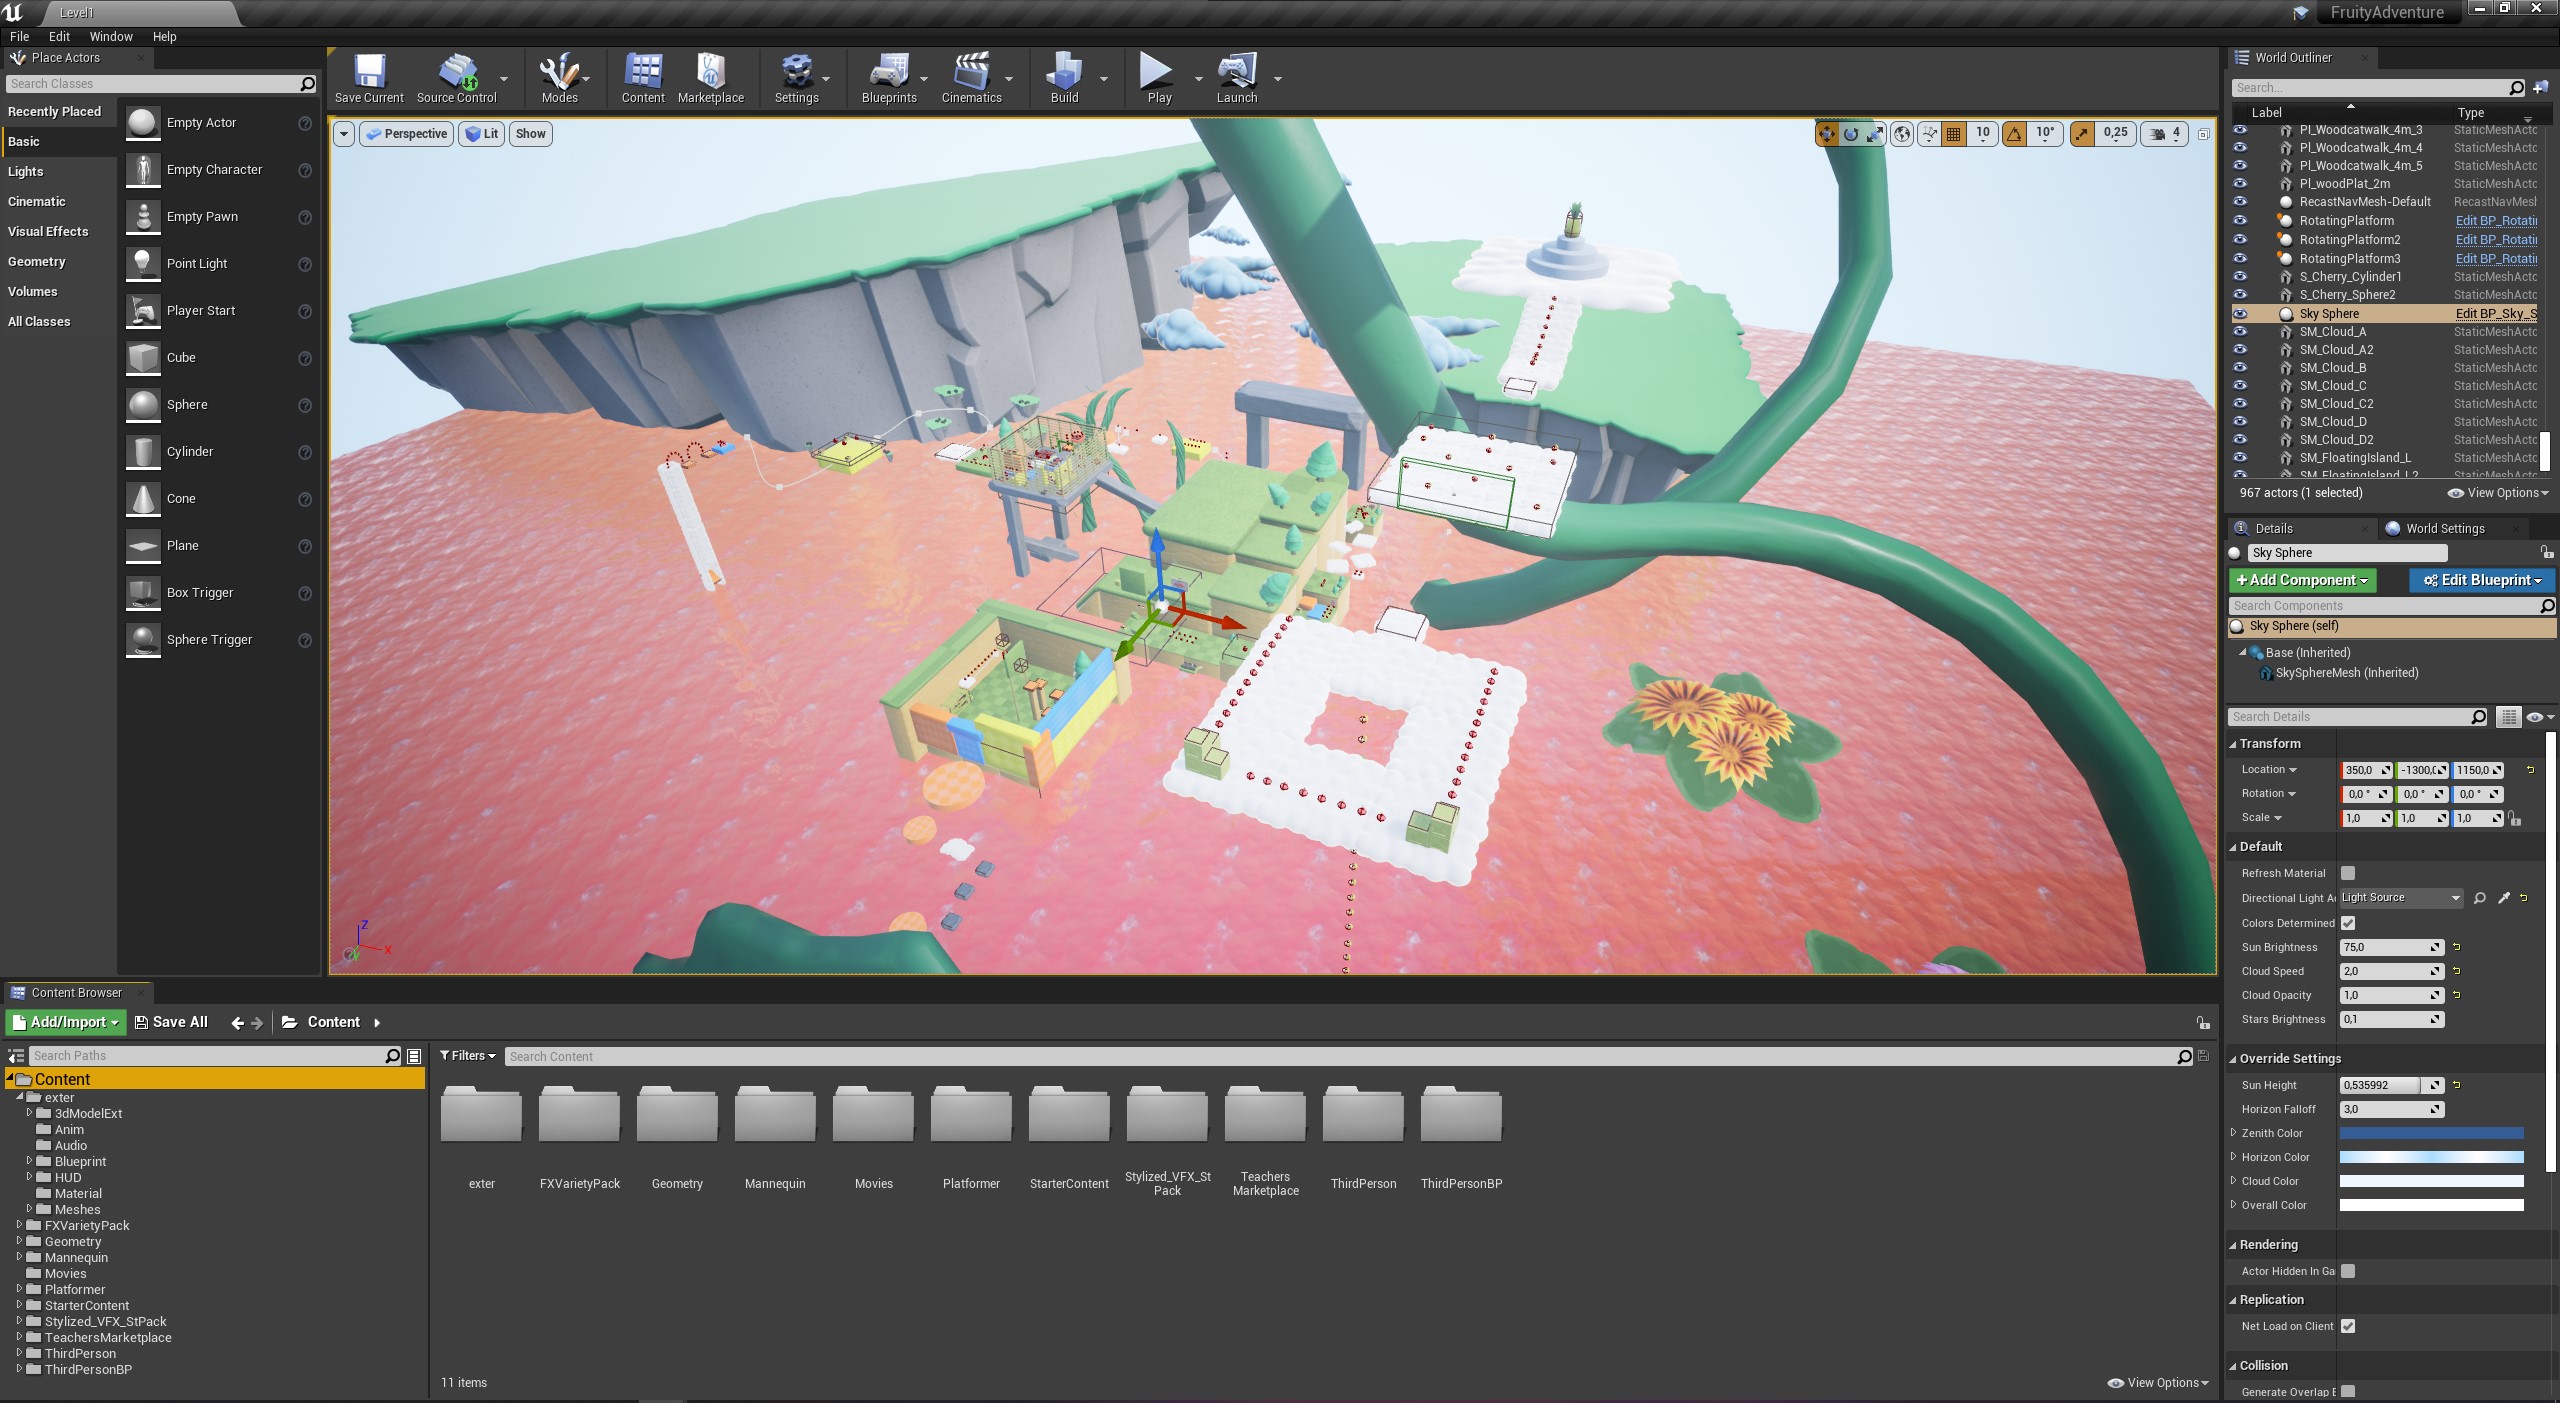 Level1
FruityAdventure
File Edit Window Help
Place Actors
Search Classes
Recently Placed
Basic
Lights
Cinematic
Visual Effects
Geometry
Volumes
All Classes
Empty Actor
Empty Character
Empty Pawn
Point Light
Player Start
Cube
Sphere
Cylinder
Cone
Plane
Box Trigger
Sphere Trigger
Save Current Source Control Modes Content Marketplace Settings Blueprints Cinematics Build Play Launch
Perspective Lit Show
10 10° 0,25 4
Z
X
World Outliner
Search...
Label Type
Pl_Woodcatwalk_4m_3 StaticMeshActo
Pl_Woodcatwalk_4m_4 StaticMeshActo
Pl_Woodcatwalk_4m_5 StaticMeshActo
Pl_woodPlat_2m StaticMeshActo
RecastNavMesh-Default RecastNavMesh
RotatingPlatform Edit BP_Rotati
RotatingPlatform2 Edit BP_Rotati
RotatingPlatform3 Edit BP_Rotati
S_Cherry_Cylinder1 StaticMeshActo
S_Cherry_Sphere2 StaticMeshActo
Sky Sphere Edit BP_Sky_S
SM_Cloud_A StaticMeshActo
SM_Cloud_A2 StaticMeshActo
SM_Cloud_B StaticMeshActo
SM_Cloud_C StaticMeshActo
SM_Cloud_C2 StaticMeshActo
SM_Cloud_D StaticMeshActo
SM_Cloud_D2 StaticMeshActo
SM_FloatingIsland_L StaticMeshActo
SM_FloatingIsland_L2 StaticMeshActo
967 actors (1 selected) View Options
Details World Settings
Sky Sphere
+Add Component Edit Blueprint
Search Components
Sky Sphere (self)
Base (Inherited)
SkySphereMesh (Inherited)
Search Details
Transform
Location 350,0 -1300,0 1150,0
Rotation 0,0 ° 0,0 ° 0,0 °
Scale 1,0 1,0 1,0
Default
Refresh Material
Directional Light Ac Light Source
Colors Determined
Sun Brightness 75,0
Cloud Speed 2,0
Cloud Opacity 1,0
Stars Brightness 0,1
Override Settings
Sun Height 0,535992
Horizon Falloff 3,0
Zenith Color
Horizon Color
Cloud Color
Overall Color
Rendering
Actor Hidden In Ga
Replication
Net Load on Client
Collision
Generate Overlap E
Content Browser
Add/Import Save All Content
Search Paths
Content
exter
3dModelExt
Anim
Audio
Blueprint
HUD
Material
Meshes
FXVarietyPack
Geometry
Mannequin
Movies
Platformer
StarterContent
Stylized_VFX_StPack
TeachersMarketplace
ThirdPerson
ThirdPersonBP
Filters Search Content
exter FXVarietyPack Geometry Mannequin Movies Platformer StarterContent Stylized_VFX_St Teachers ThirdPerson ThirdPersonBP
Pack Marketplace
11 items View Options